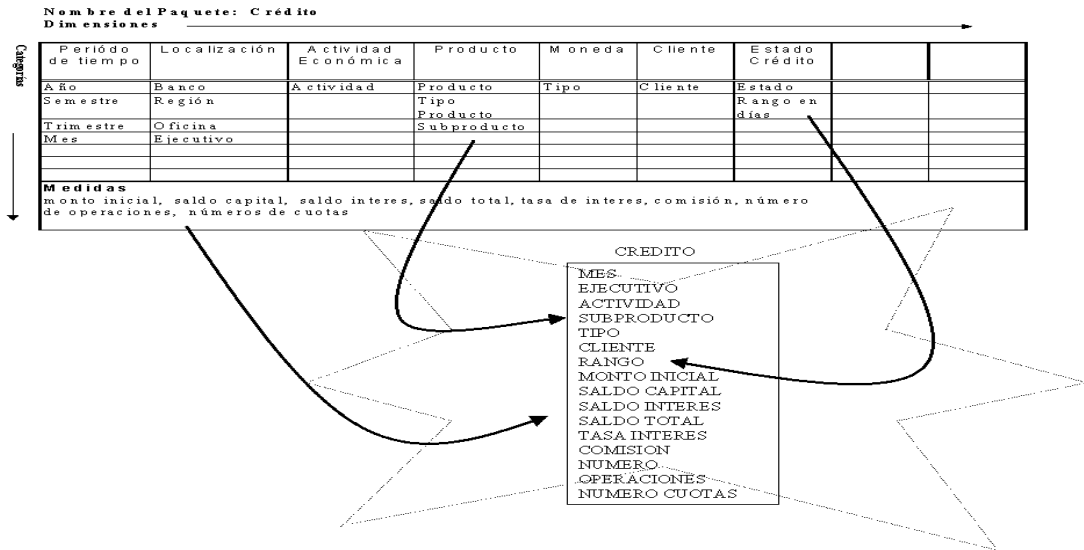 Nombre del Paquete: Crédito
Dimensiones
Categorías
Periódo de tiempo Localización Actividad Económica Producto Moneda Cliente Estado Crédito
Año Banco Actividad Producto Tipo Cliente Estado
Semestre Región Tipo Producto Rango en días
Trimestre Oficina Subproducto
Mes Ejecutivo
Medidas
monto inicial, saldo capital, saldo interes, saldo total, tasa de interes, comisión, número
de operaciones, números de cuotas
CREDITO
MES
EJECUTIVO
ACTIVIDAD
SUBPRODUCTO
TIPO
CLIENTE
RANGO
MONTO INICIAL
SALDO CAPITAL
SALDO INTERES
SALDO TOTAL
TASA INTERES
COMISION
NUMERO
OPERACIONES
NUMERO CUOTAS